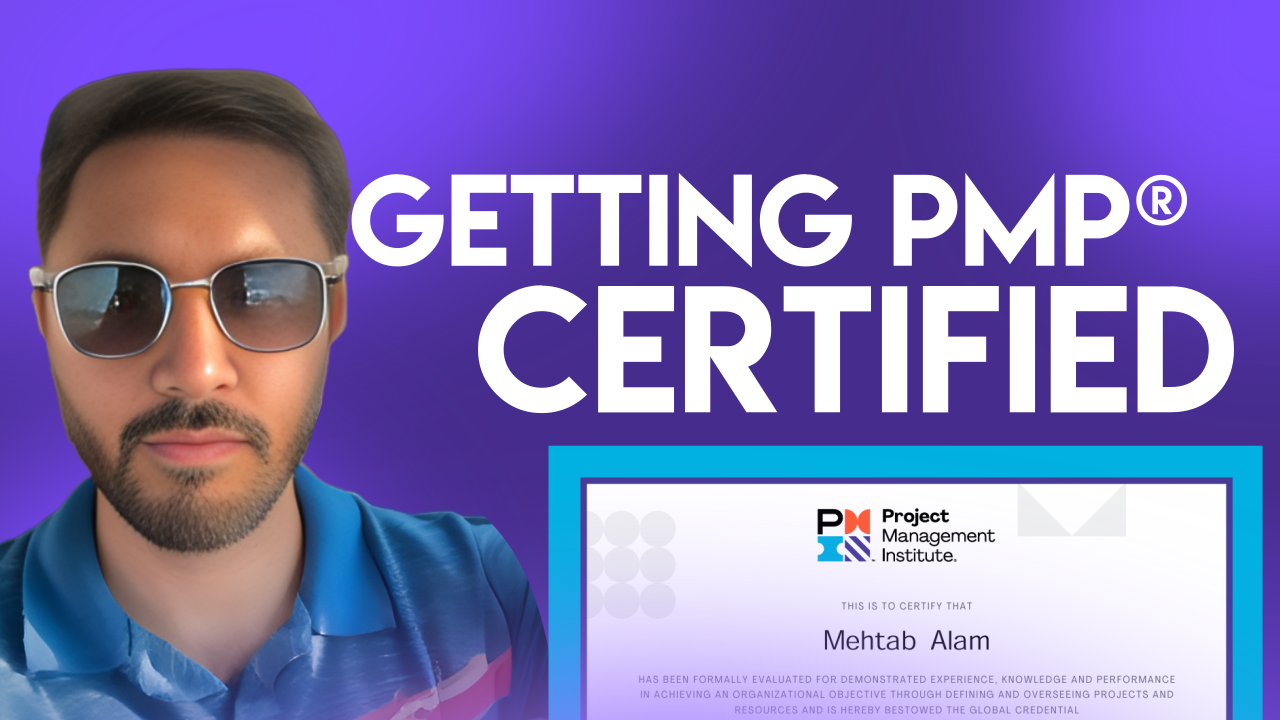 GETTING PMP®
CERTIFIED
PM
Project
Management
Institute.
THIS IS TO CERTIFY THAT
Mehtab Alam
HAS BEEN FORMALLY EVALUATED FOR DEMONSTRATED EXPERIENCE, KNOWLEDGE AND PERFORMANCE
IN ACHIEVING AN ORGANIZATIONAL OBJECTIVE THROUGH DEFINING AND OVERSEEING PROJECTS AND
RESOURCES AND IS HEREBY BESTOWED THE GLOBAL CREDENTIAL